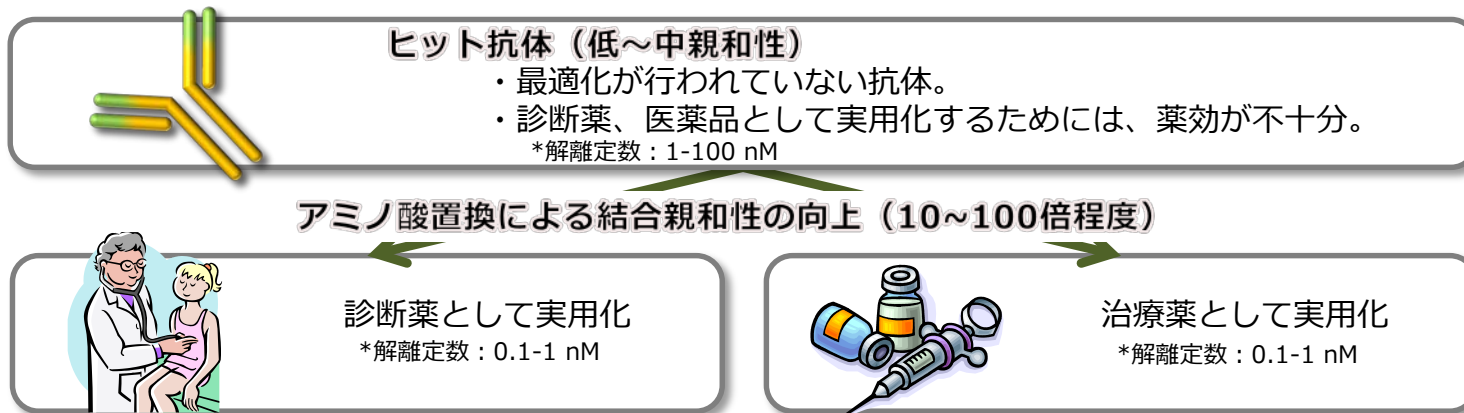 ヒット抗体（低～中親和性）
・最適化が行われていない抗体。
・診断薬、医薬品として実用化するためには、薬効が不十分。
*解離定数：1-100 nM
アミノ酸置換による結合親和性の向上（10~100倍程度）
診断薬として実用化
*解離定数：0.1-1 nM
治療薬として実用化
*解離定数：0.1-1 nM